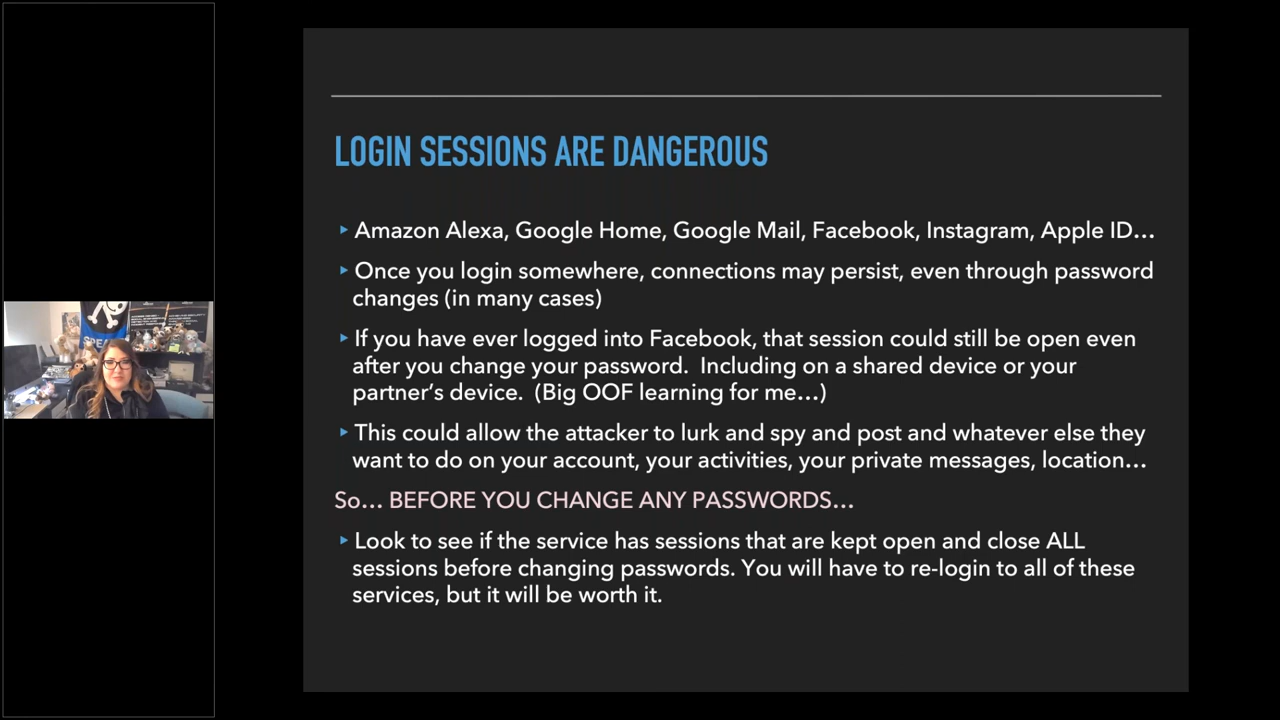 LOGIN SESSIONS ARE DANGEROUS
Amazon Alexa, Google Home, Google Mail, Facebook, Instagram, Apple ID…
Once you login somewhere, connections may persist, even through password
changes (in many cases)
If you have ever logged into Facebook, that session could still be open even
after you change your password.  Including on a shared device or your
partner's device.  (Big OOF learning for me…)
This could allow the attacker to lurk and spy and post and whatever else they
want to do on your account, your activities, your private messages, location…
So… BEFORE YOU CHANGE ANY PASSWORDS…
Look to see if the service has sessions that are kept open and close ALL
sessions before changing passwords. You will have to re-login to all of these
services, but it will be worth it.